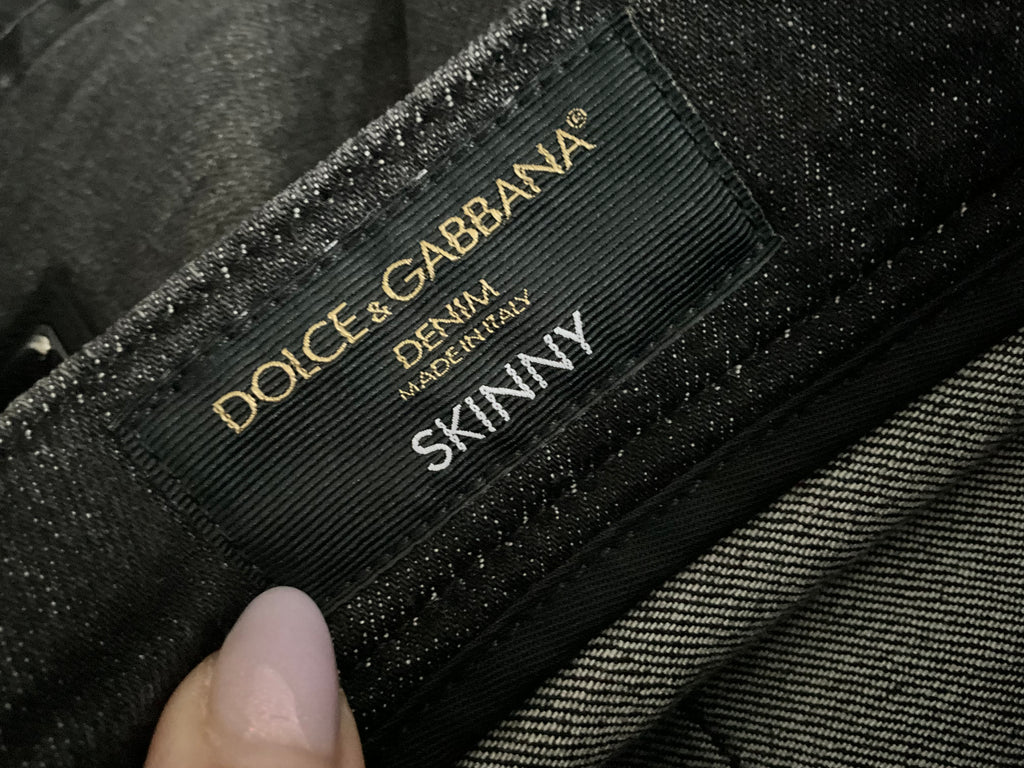 DOLCE & GABBANA®
DENIM
MADE IN ITALY
SKINNY